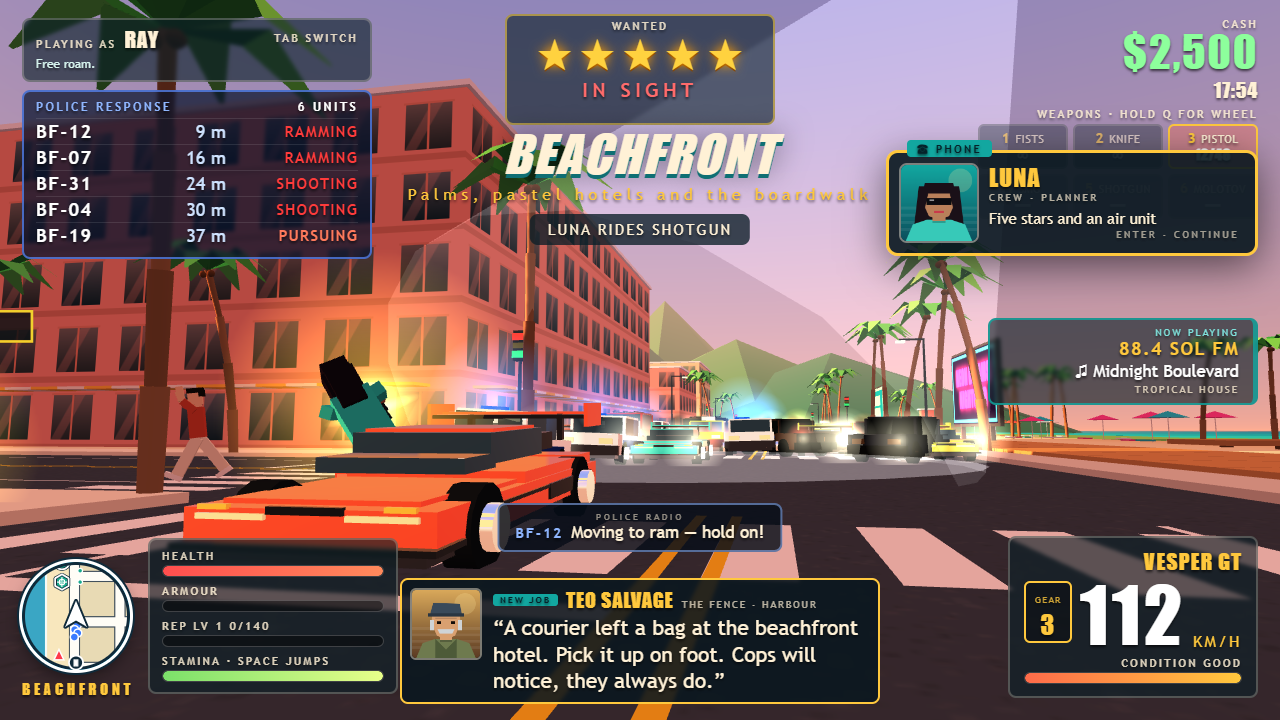 PLAYING AS RAY
TAB SWITCH
Free roam.
POLICE RESPONSE 6 UNITS
BF-12 9 m RAMMING
BF-07 16 m RAMMING
BF-31 24 m SHOOTING
BF-04 30 m SHOOTING
BF-19 37 m PURSUING
WANTED
IN SIGHT
BEACHFRONT
Palms, pastel hotels and the boardwalk
LUNA RIDES SHOTGUN
CASH
$2,500
17:54
WEAPONS · HOLD Q FOR WHEEL
1 FISTS 2 KNIFE 3 PISTOL
☎ PHONE
LUNA
CREW · PLANNER
Five stars and an air unit
ENTER · CONTINUE
NOW PLAYING
88.4 SOL FM
♫ Midnight Boulevard
TROPICAL HOUSE
POLICE RADIO
BF-12 Moving to ram — hold on!
HEALTH
ARMOUR
REP LV 1 0/140
STAMINA · SPACE JUMPS
BEACHFRONT
NEW JOB TEO SALVAGE THE FENCE · HARBOUR
“A courier left a bag at the beachfront
hotel. Pick it up on foot. Cops will
notice, they always do.”
VESPER GT
GEAR
3
112 KM/H
CONDITION GOOD